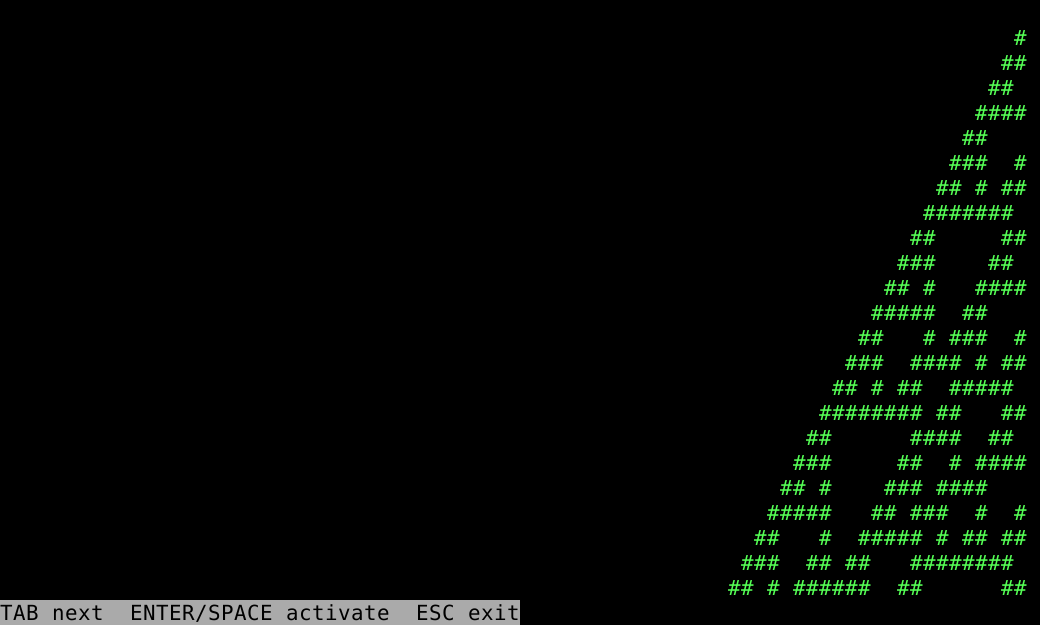 #
##
##
####
##
###  #
## # ##
#######
##     ##
###    ##
## #   ####
#####  ##
##   # ###  #
###  #### # ##
## # ##  #####
######## ##   ##
##      ####  ##
###     ##  # ####
## #    ### ####
#####   ## ###  #  #
##   #  ##### # ## ##
###  ## ##   ########
## # ######  ##      ##
TAB next  ENTER/SPACE activate  ESC exit